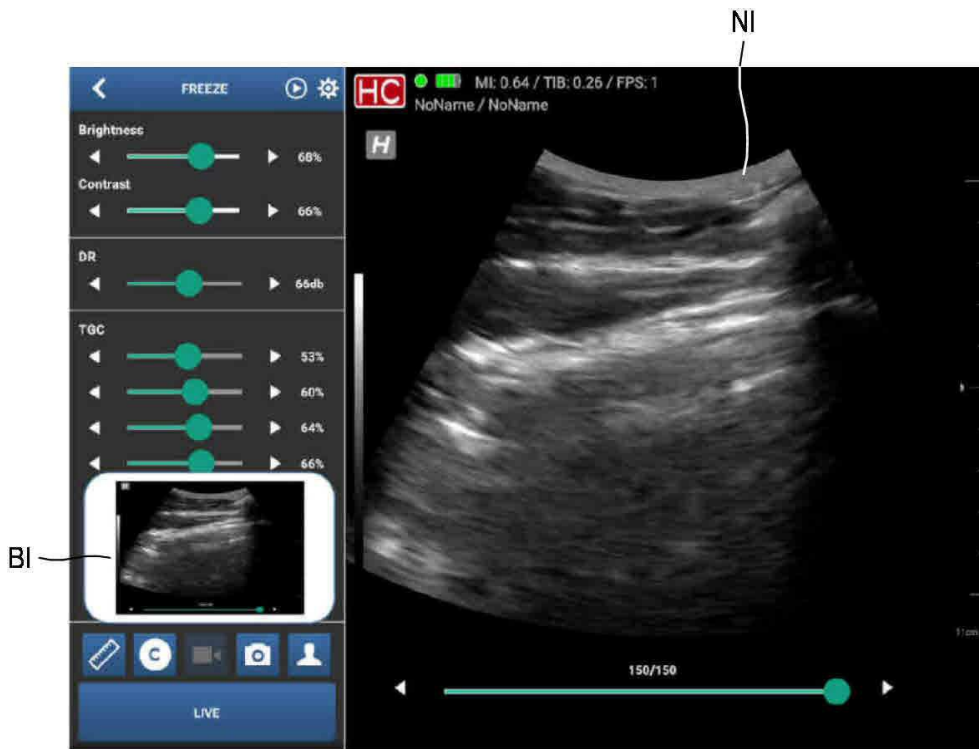 NI
FREEZE
HC
MI: 0.64 / TIB: 0.26 / FPS: 1
NoName / NoName
H
Brightness
68%
Contrast
66%
DR
66db
TGC
53%
60%
64%
66%
H
BI
C
LIVE
150/150
11cm